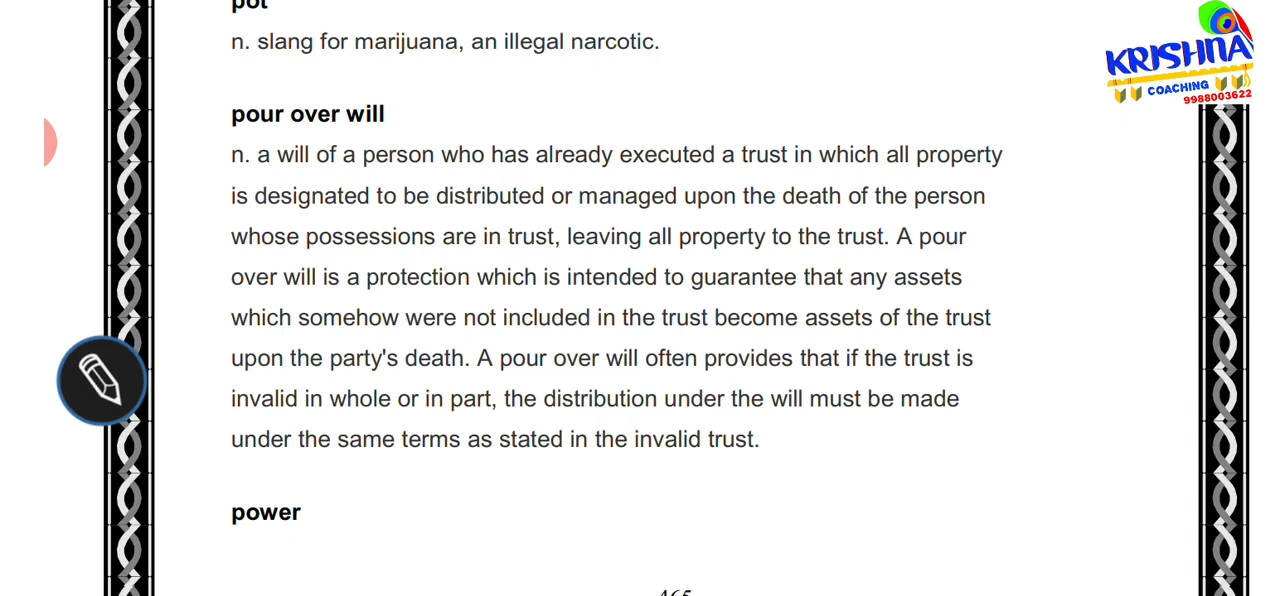 pot
n. slang for marijuana, an illegal narcotic.
KRISHNA
COACHING
9988003622
pour over will
n. a will of a person who has already executed a trust in which all property
is designated to be distributed or managed upon the death of the person
whose possessions are in trust, leaving all property to the trust. A pour
over will is a protection which is intended to guarantee that any assets
which somehow were not included in the trust become assets of the trust
upon the party's death. A pour over will often provides that if the trust is
invalid in whole or in part, the distribution under the will must be made
under the same terms as stated in the invalid trust.
power
465